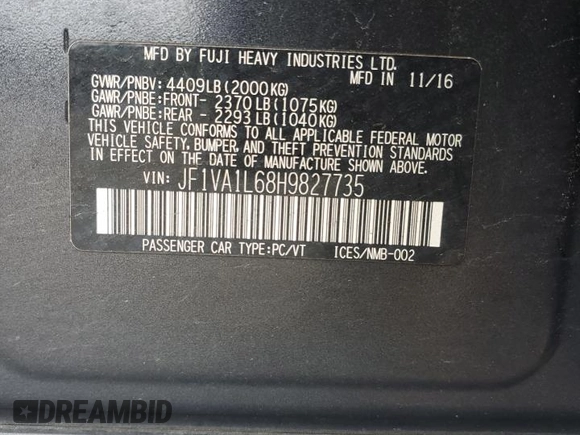 MFD BY FUJI HEAVY INDUSTRIES LTD.
MFD IN 11/16
GVWR/PNBV: 4409LB(2000KG)
GAWR/PNBE:FRONT- 2370LB(1075KG)
GAWR/PNBE:REAR - 2293LB(1040KG)
THIS VEHICLE CONFORMS TO ALL APPLICABLE FEDERAL MOTOR
VEHICLE SAFETY, BUMPER, AND THEFT PREVENTION STANDARDS
IN EFFECT ON THE DATE OF MANUFACTURE SHOWN ABOVE.
VIN: JF1VA1L68H9827735
PASSENGER CAR TYPE:PC/VT ICES/NMB-002
DREAMBID